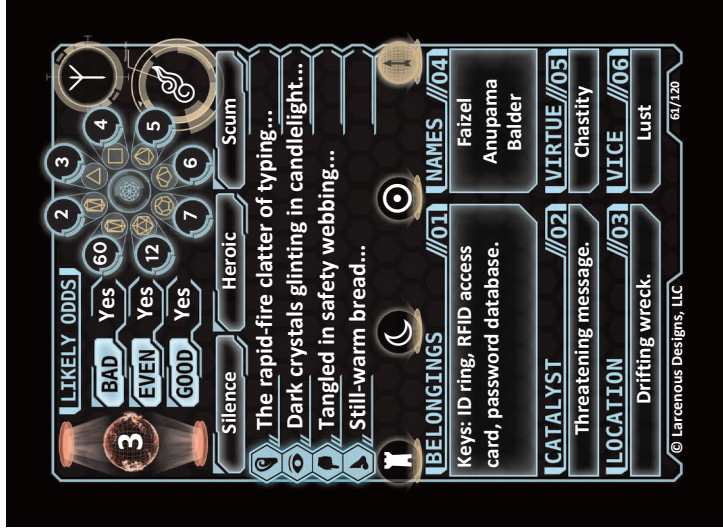 3
LIKELY ODDS
BAD Yes
EVEN Yes
GOOD Yes
2
3
4
5
6
7
12
60
Silence
Heroic
Scum
The rapid-fire clatter of typing...
Dark crystals glinting in candlelight...
Tangled in safety webbing...
Still-warm bread...
BELONGINGS //01
Keys: ID ring, RFID access
card, password database.
NAMES //04
Faizel
Anupama
Balder
CATALYST //02
Threatening message.
VIRTUE //05
Chastity
LOCATION //03
Drifting wreck.
VICE //06
Lust
© Larcenous Designs, LLC
61/120